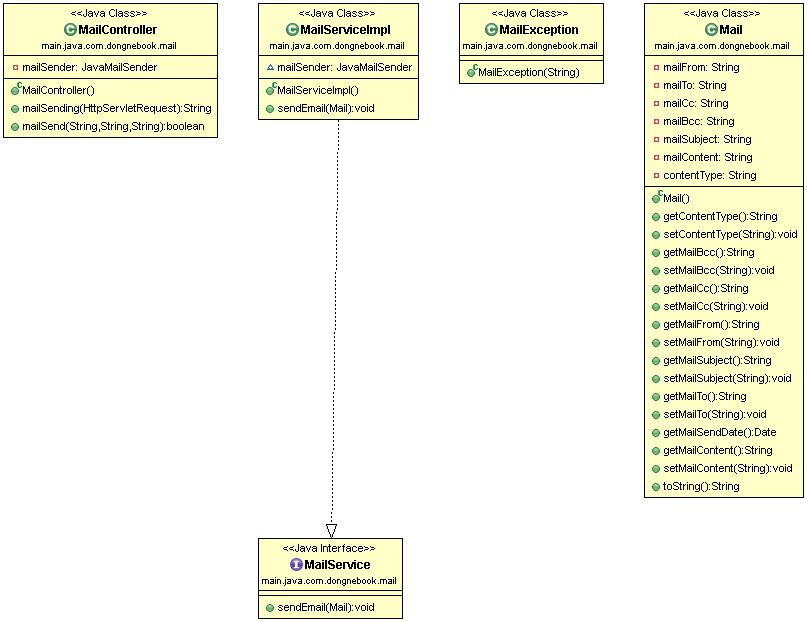 <<Java Class>>
MailController
main.java.com.dongnebook.mail
mailSender: JavaMailSender
MailController()
mailSending(HttpServletRequest):String
mailSend(String,String,String):boolean
<<Java Class>>
MailServiceImpl
main.java.com.dongnebook.mail
mailSender: JavaMailSender
MailServiceImpl()
sendEmail(Mail):void
<<Java Class>>
MailException
main.java.com.dongnebook.mail
MailException(String)
<<Java Class>>
Mail
main.java.com.dongnebook.mail
mailFrom: String
mailTo: String
mailCc: String
mailBcc: String
mailSubject: String
mailContent: String
contentType: String
Mail()
getContentType():String
setContentType(String):void
getMailBcc():String
setMailBcc(String):void
getMailCc():String
setMailCc(String):void
getMailFrom():String
setMailFrom(String):void
getMailSubject():String
setMailSubject(String):void
getMailTo():String
setMailTo(String):void
getMailSendDate():Date
getMailContent():String
setMailContent(String):void
toString():String
<<Java Interface>>
MailService
main.java.com.dongnebook.mail
sendEmail(Mail):void